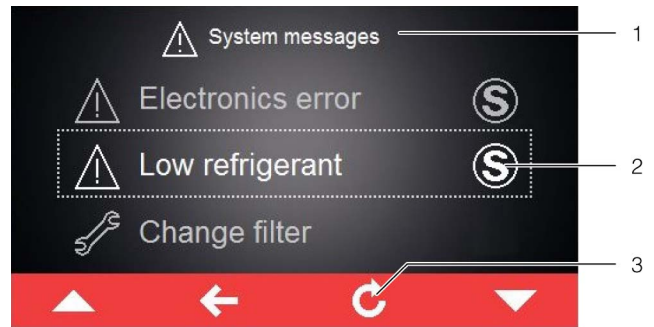 System messages
1
Electronics error
S
Low refrigerant
S
2
Change filter
3